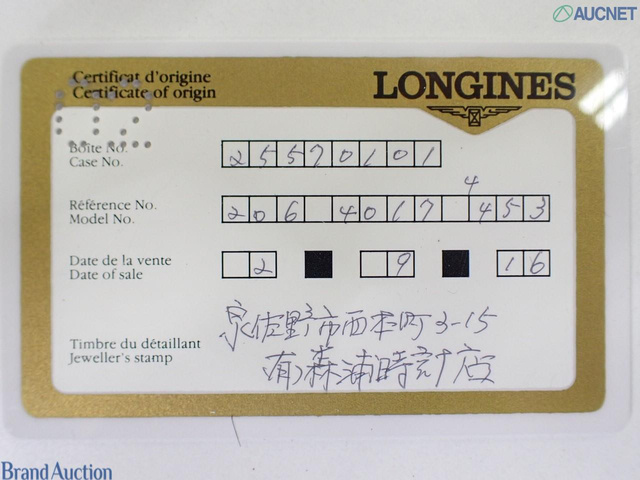 AUCNET
Certificat d'origine
Certificate of origin
LONGINES
Boîte No.
Case No.
25570101
4
Référence No.
Model No.
206 4017 453
Date de la vente
Date of sale
2 9 16
泉佐野市西本町3-15
Timbre du détaillant
Jeweller's stamp
(有)森浦時計店
Brand Auction